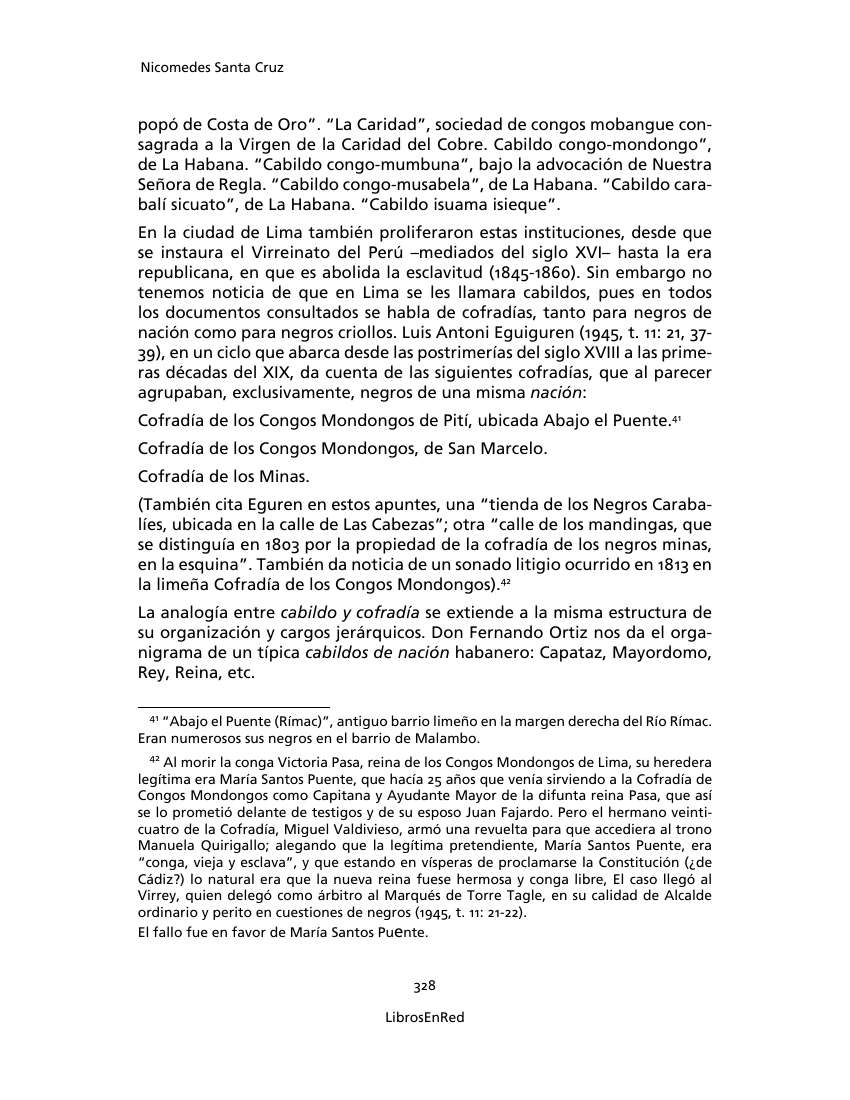 Nicomedes Santa Cruz
popó de Costa de Oro”. “La Caridad”, sociedad de congos mobangue con-
sagrada a la Virgen de la Caridad del Cobre. Cabildo congo-mondongo”,
de La Habana. “Cabildo congo-mumbuna”, bajo la advocación de Nuestra
Señora de Regla. “Cabildo congo-musabela”, de La Habana. “Cabildo cara-
balí sicuato”, de La Habana. “Cabildo isuama isieque”.
En la ciudad de Lima también proliferaron estas instituciones, desde que
se instaura el Virreinato del Perú –mediados del siglo XVI– hasta la era
republicana, en que es abolida la esclavitud (1845-1860). Sin embargo no
tenemos noticia de que en Lima se les llamara cabildos, pues en todos
los documentos consultados se habla de cofradías, tanto para negros de
nación como para negros criollos. Luis Antoni Eguiguren (1945, t. 11: 21, 37-
39), en un ciclo que abarca desde las postrimerías del siglo XVIII a las prime-
ras décadas del XIX, da cuenta de las siguientes cofradías, que al parecer
agrupaban, exclusivamente, negros de una misma nación:
Cofradía de los Congos Mondongos de Pití, ubicada Abajo el Puente.⁴¹
Cofradía de los Congos Mondongos, de San Marcelo.
Cofradía de los Minas.
(También cita Eguren en estos apuntes, una “tienda de los Negros Caraba-
líes, ubicada en la calle de Las Cabezas”; otra “calle de los mandingas, que
se distinguía en 1803 por la propiedad de la cofradía de los negros minas,
en la esquina”. También da noticia de un sonado litigio ocurrido en 1813 en
la limeña Cofradía de los Congos Mondongos).⁴²
La analogía entre cabildo y cofradía se extiende a la misma estructura de
su organización y cargos jerárquicos. Don Fernando Ortiz nos da el orga-
nigrama de un típica cabildos de nación habanero: Capataz, Mayordomo,
Rey, Reina, etc.
⁴¹ “Abajo el Puente (Rímac)”, antiguo barrio limeño en la margen derecha del Río Rímac.
Eran numerosos sus negros en el barrio de Malambo.
⁴² Al morir la conga Victoria Pasa, reina de los Congos Mondongos de Lima, su heredera
legítima era María Santos Puente, que hacía 25 años que venía sirviendo a la Cofradía de
Congos Mondongos como Capitana y Ayudante Mayor de la difunta reina Pasa, que así
se lo prometió delante de testigos y de su esposo Juan Fajardo. Pero el hermano veinti-
cuatro de la Cofradía, Miguel Valdivieso, armó una revuelta para que accediera al trono
Manuela Quirigallo; alegando que la legítima pretendiente, María Santos Puente, era
“conga, vieja y esclava”, y que estando en vísperas de proclamarse la Constitución (¿de
Cádiz?) lo natural era que la nueva reina fuese hermosa y conga libre, El caso llegó al
Virrey, quien delegó como árbitro al Marqués de Torre Tagle, en su calidad de Alcalde
ordinario y perito en cuestiones de negros (1945, t. 11: 21-22).
El fallo fue en favor de María Santos Puente.
328
LibrosEnRed